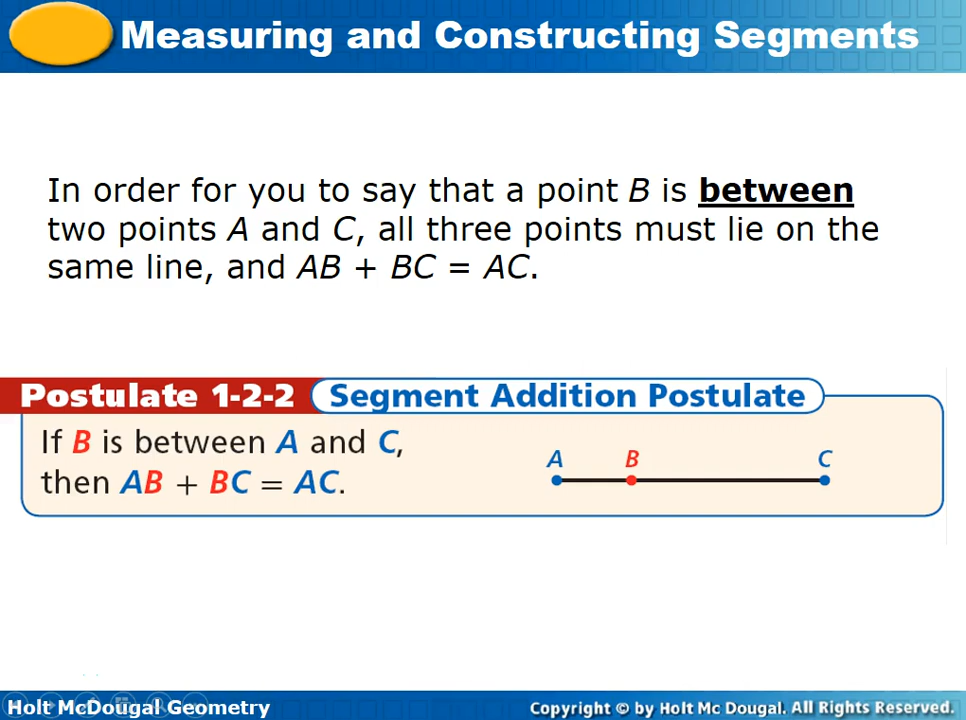 Measuring and Constructing Segments
In order for you to say that a point B is between
two points A and C, all three points must lie on the
same line, and AB + BC = AC.
Postulate 1-2-2 Segment Addition Postulate
If B is between A and C,
then AB + BC = AC.
A B C
Holt McDougal Geometry
Copyright © by Holt Mc Dougal. All Rights Reserved.